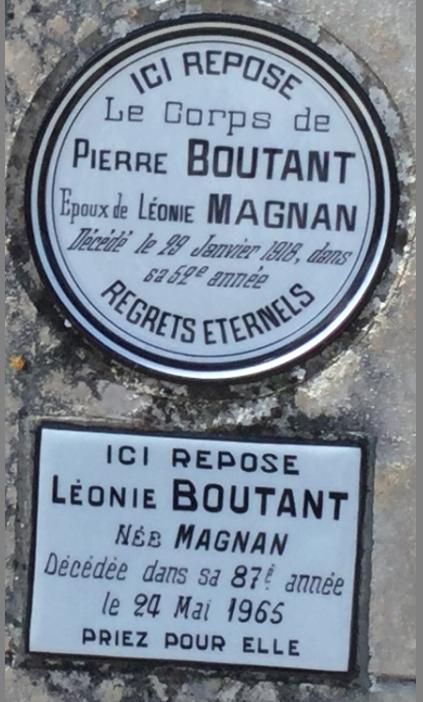 ICI REPOSE
Le Corps de
PIERRE BOUTANT
Epoux de LÉONIE MAGNAN
Décédé le 29 Janvier 1918, dans
sa 52e année
REGRETS ETERNELS
ICI REPOSE
LÉONIE BOUTANT
NÉE MAGNAN
Décédée dans sa 87e année
le 24 Mai 1965
PRIEZ POUR ELLE